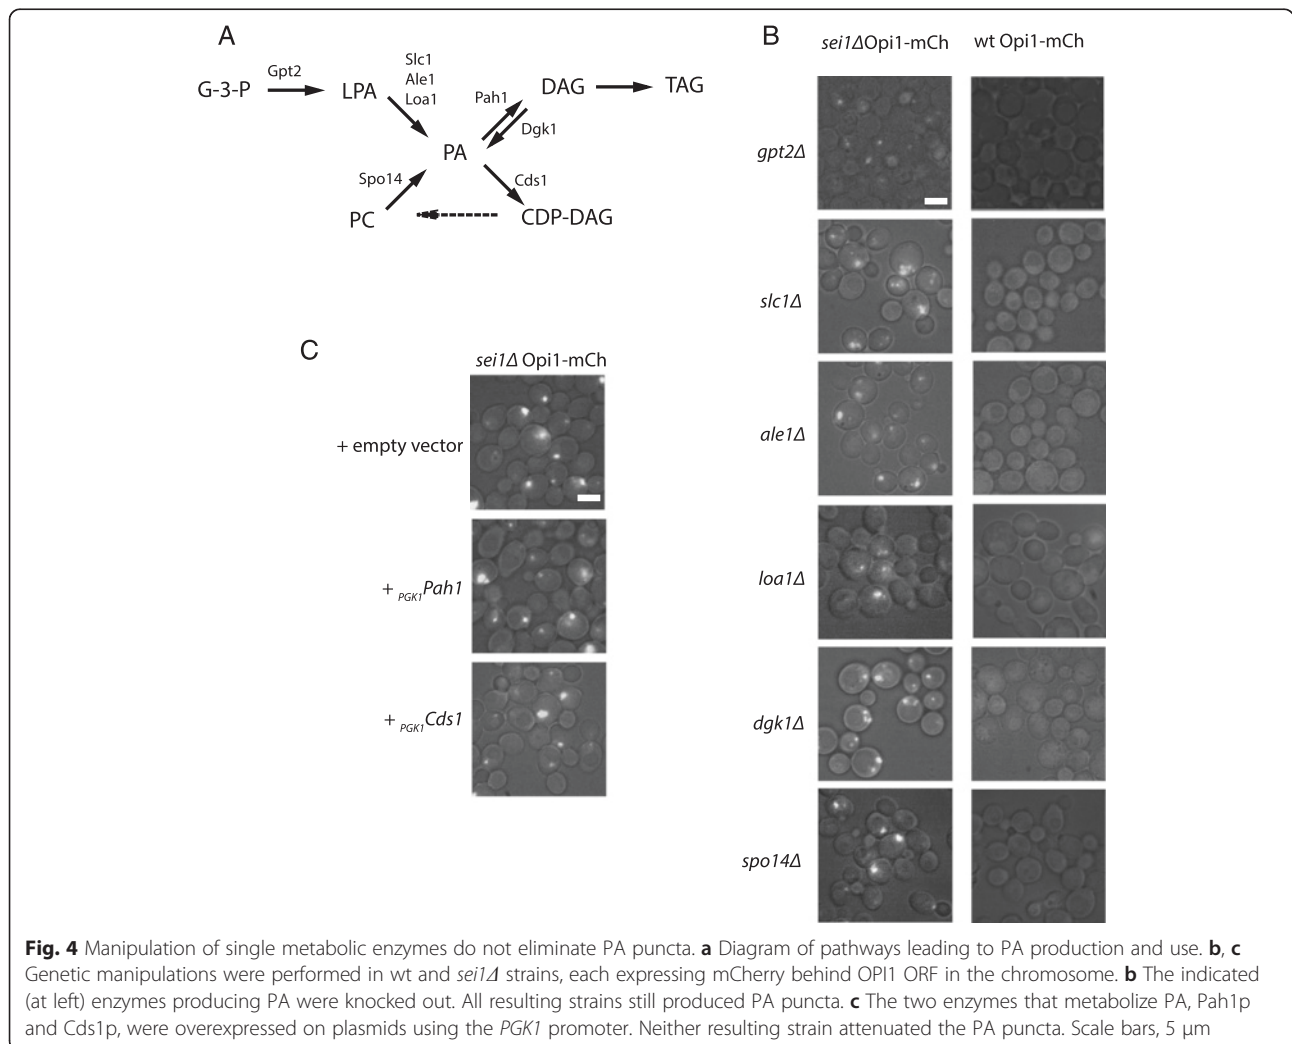 A
G-3-P
Gpt2
LPA
Slc1
Ale1
Loa1
PA
Pah1
Dgk1
DAG
TAG
Spo14
Cds1
PC
CDP-DAG
B
sei1ΔOpi1-mCh
wt Opi1-mCh
gpt2Δ
slc1Δ
ale1Δ
loa1Δ
dgk1Δ
spo14Δ
C
sei1Δ Opi1-mCh
+ empty vector
+ PGK1Pah1
+ PGK1Cds1
Fig. 4 Manipulation of single metabolic enzymes do not eliminate PA puncta. a Diagram of pathways leading to PA production and use. b, c
Genetic manipulations were performed in wt and sei1Δ strains, each expressing mCherry behind OPI1 ORF in the chromosome. b The indicated
(at left) enzymes producing PA were knocked out. All resulting strains still produced PA puncta. c The two enzymes that metabolize PA, Pah1p
and Cds1p, were overexpressed on plasmids using the PGK1 promoter. Neither resulting strain attenuated the PA puncta. Scale bars, 5 μm